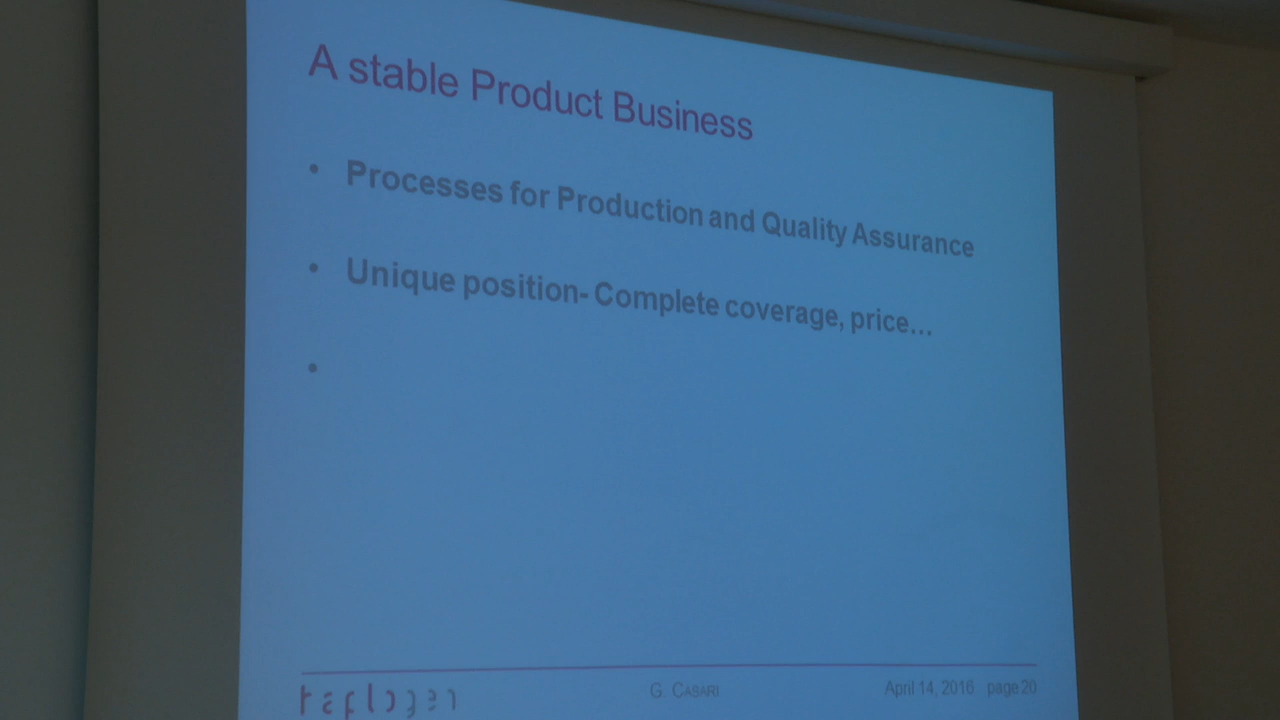 A stable Product Business
• Processes for Production and Quality Assurance
• Unique position- Complete coverage, price...
•
G. CASARI
April 14, 2016 page 20